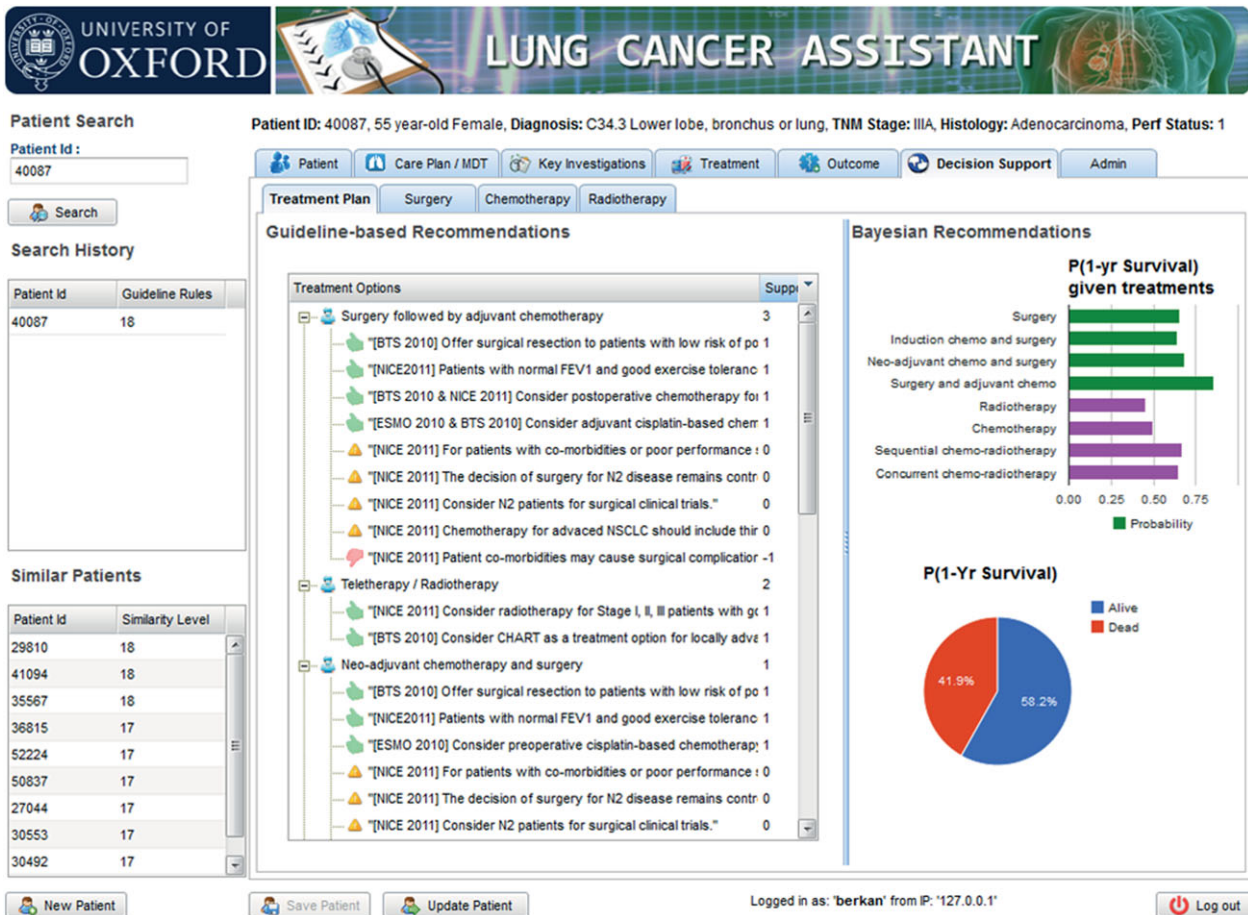 UNIVERSITY OF
OXFORD
LUNG CANCER ASSISTANT
Patient Search
Patient Id :
40087
Search
Search History
Patient Id Guideline Rules
40087 18
Similar Patients
Patient Id Similarity Level
29810 18
41094 18
35567 18
36815 17
52224 17
50837 17
27044 17
30553 17
30492 17
New Patient
Patient ID: 40087, 55 year-old Female, Diagnosis: C34.3 Lower lobe, bronchus or lung, TNM Stage: IIIA, Histology: Adenocarcinoma, Perf Status: 1
Patient Care Plan / MDT Key Investigations Treatment Outcome Decision Support Admin
Treatment Plan Surgery Chemotherapy Radiotherapy
Guideline-based Recommendations
Treatment Options Suppo
Surgery followed by adjuvant chemotherapy 3
"[BTS 2010] Offer surgical resection to patients with low risk of po 1
"[NICE2011] Patients with normal FEV1 and good exercise toleranc 1
"[BTS 2010 & NICE 2011] Consider postoperative chemotherapy for 1
"[ESMO 2010 & BTS 2010] Consider adjuvant cisplatin-based chem 1
"[NICE 2011] For patients with co-morbidities or poor performance 0
"[NICE 2011] The decision of surgery for N2 disease remains contr 0
"[NICE 2011] Consider N2 patients for surgical clinical trials." 0
"[NICE 2011] Chemotherapy for advaced NSCLC should include thir 0
"[NICE 2011] Patient co-morbidities may cause surgical complication -1
Teletherapy / Radiotherapy 2
"[NICE 2011] Consider radiotherapy for Stage I, II, III patients with gc 1
"[BTS 2010] Consider CHART as a treatment option for locally adva 1
Neo-adjuvant chemotherapy and surgery 1
"[BTS 2010] Offer surgical resection to patients with low risk of po 1
"[NICE2011] Patients with normal FEV1 and good exercise toleranc 1
"[ESMO 2010] Consider preoperative cisplatin-based chemotherapy 1
"[NICE 2011] For patients with co-morbidities or poor performance 0
"[NICE 2011] The decision of surgery for N2 disease remains contr 0
"[NICE 2011] Consider N2 patients for surgical clinical trials." 0
Bayesian Recommendations
P(1-yr Survival)
given treatments
Surgery
Induction chemo and surgery
Neo-adjuvant chemo and surgery
Surgery and adjuvant chemo
Radiotherapy
Chemotherapy
Sequential chemo-radiotherapy
Concurrent chemo-radiotherapy
0.00 0.25 0.50 0.75
Probability
P(1-Yr Survival)
Alive
Dead
41.9%
58.2%
Save Patient Update Patient
Logged in as: 'berkan' from IP: '127.0.0.1'
Log out